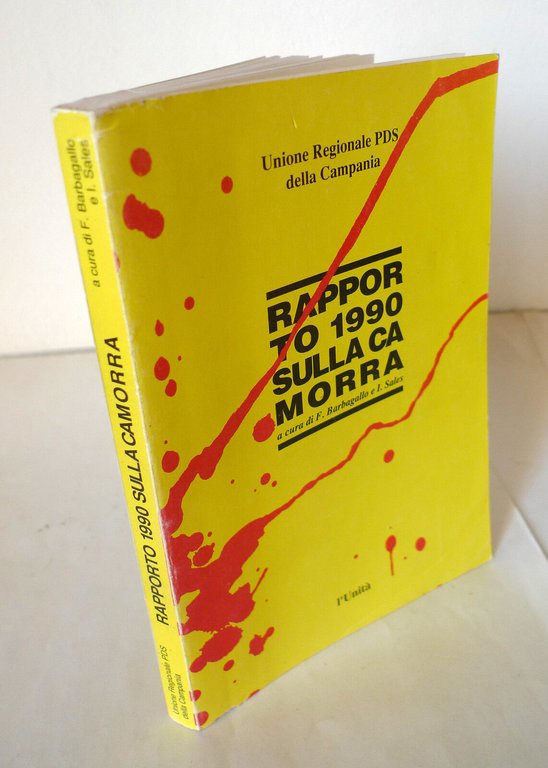 Unione Regionale PDS
della Campania
RAPPOR
TO 1990
SULLA CA
MORRA
a cura di F. Barbagallo e I. Sales
l'Unità
a cura di F. Barbagallo
e I. Sales
RAPPORTO 1990 SULLA CAMORRA
Unione Regionale PDS
della Campania